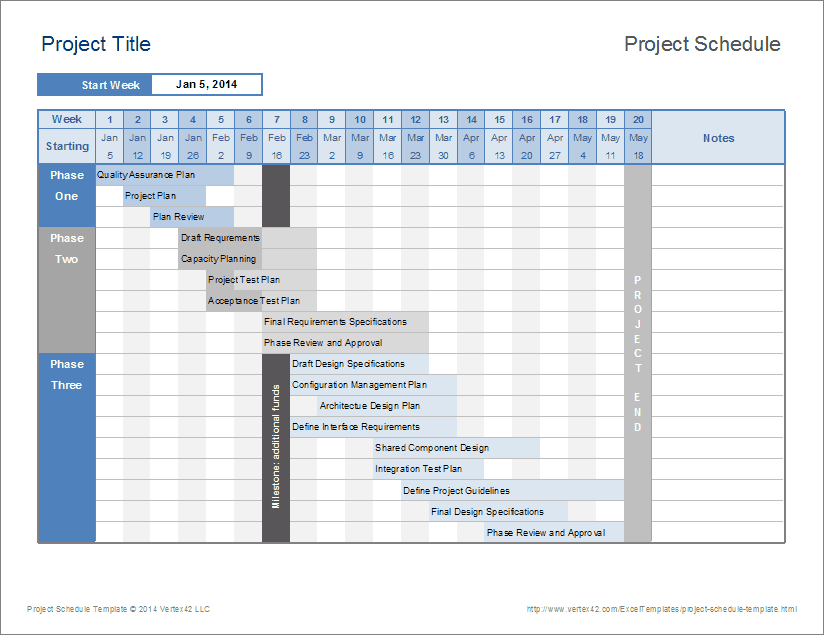 Project Title
Project Schedule
Start Week Jan 5, 2014
Week 1 2 3 4 5 6 7 8 9 10 11 12 13 14 15 16 17 18 19 20
Starting Jan Jan Jan Jan Feb Feb Feb Feb Mar Mar Mar Mar Mar Apr Apr Apr Apr May May May Notes
5 12 19 26 2 9 16 23 2 9 16 23 30 6 13 20 27 4 11 18
Phase Quality Assurance Plan
One Project Plan
Plan Review
Phase Draft Requrements
Two Capacity Planning
Project Test Plan
Acceptance Test Plan
Final Requirements Specifications
Phase Review and Approval
Phase Draft Design Specifications
Three Configuration Management Plan
Architectue Design Plan
Define Interface Requirements
Shared Component Design
Integration Test Plan
Define Project Guidelines
Final Design Specifications
Phase Review and Approval
Milestone: additional funds
PROJECT END
Project Schedule Template © 2014 Vertex42 LLC
http://www.vertex42.com/ExcelTemplates/project-schedule-template.html